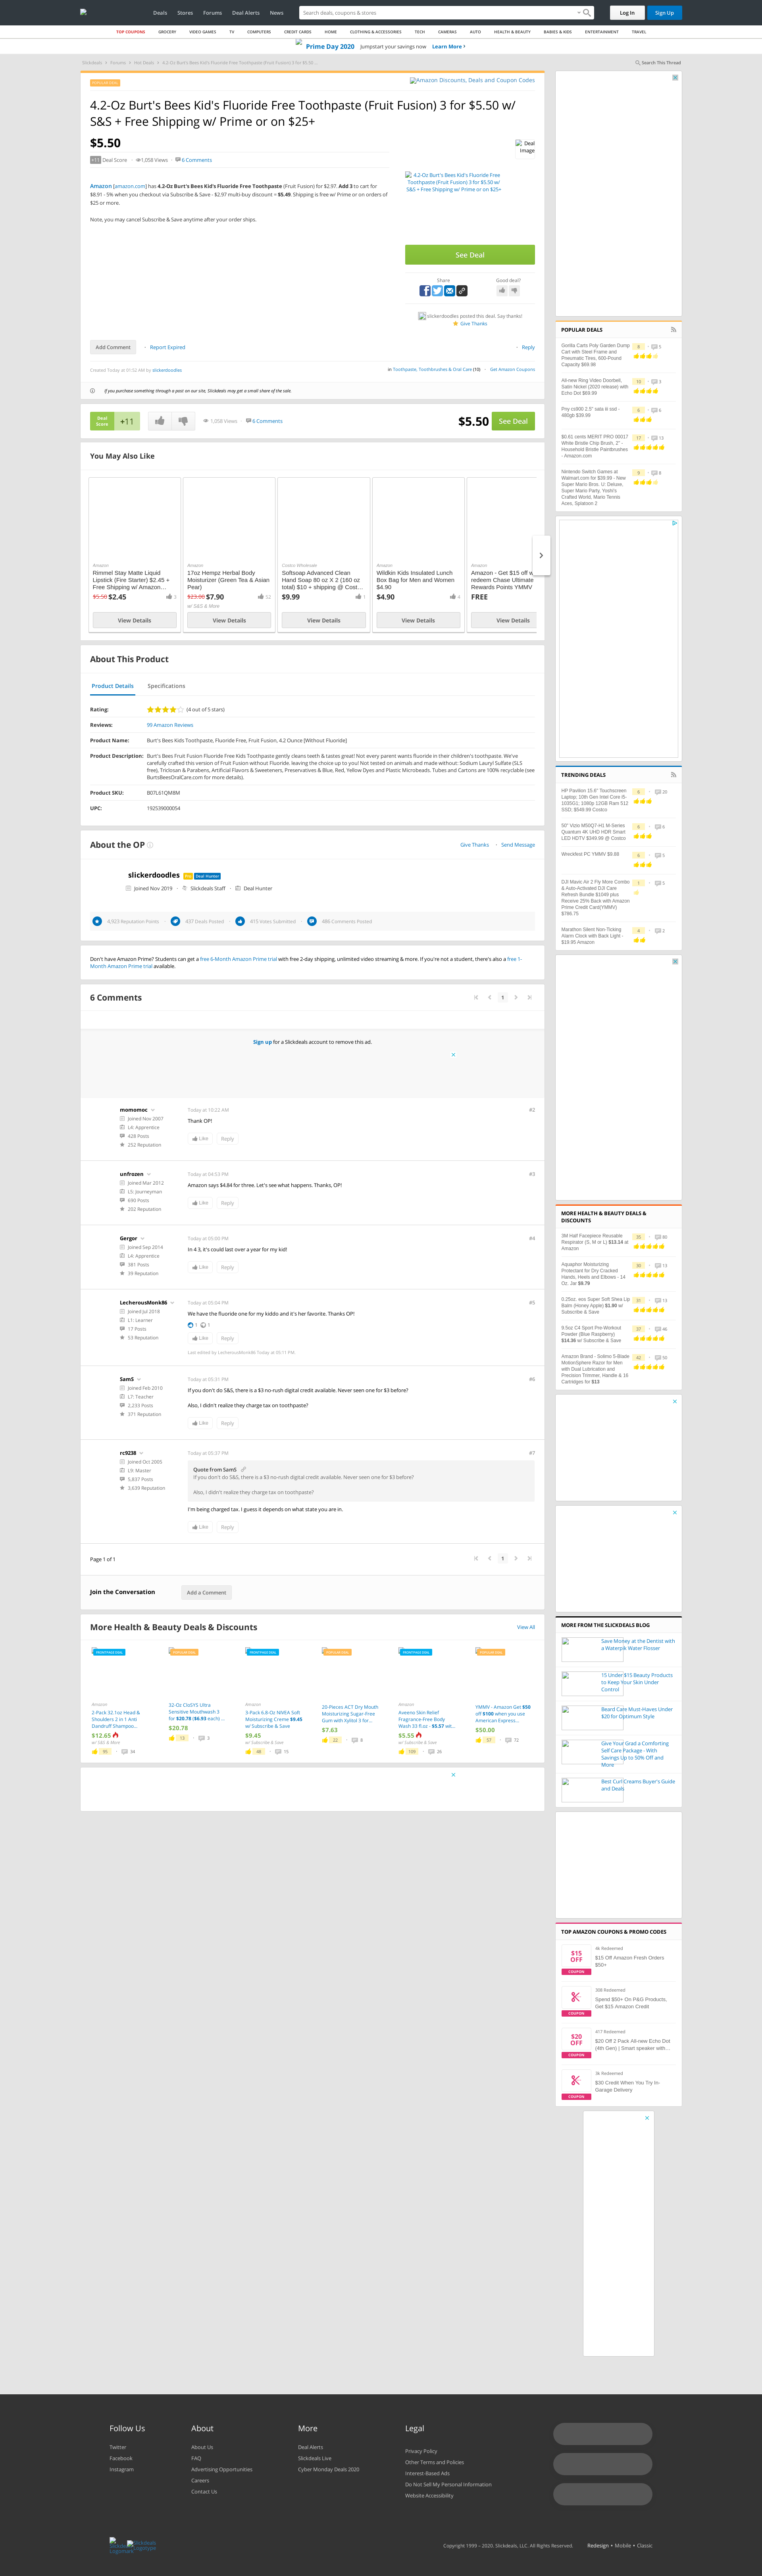 Deals
Stores
Forums
Deal Alerts
News
Search deals, coupons & stores
Log In
Sign Up
TOP COUPONS
GROCERY
VIDEO GAMES
TV
COMPUTERS
CREDIT CARDS
HOME
CLOTHING & ACCESSORIES
TECH
CAMERAS
AUTO
HEALTH & BEAUTY
BABIES & KIDS
ENTERTAINMENT
TRAVEL
Prime Day 2020 Jumpstart your savings now Learn More
Slickdeals > Forums > Hot Deals > 4.2-Oz Burt's Bees Kid's Fluoride Free Toothpaste (Fruit Fusion) 3 for $5.50 ...
Search This Thread
POPULAR DEAL
Amazon Discounts, Deals and Coupon Codes
4.2-Oz Burt's Bees Kid's Fluoride Free Toothpaste (Fruit Fusion) 3 for $5.50 w/
S&S + Free Shipping w/ Prime or on $25+
$5.50
+11 Deal Score
1,058 Views
6 Comments
Deal
Image
Amazon [amazon.com] has 4.2-Oz Burt's Bees Kid's Fluoride Free Toothpaste (Fruit Fusion) for $2.97. Add 3 to cart for
$8.91 - 5% when you checkout via Subscribe & Save - $2.97 multi-buy discount = $5.49. Shipping is free w/ Prime or on orders of
$25 or more.
Note, you may cancel Subscribe & Save anytime after your order ships.
4.2-Oz Burt's Bees Kid's Fluoride Free
Toothpaste (Fruit Fusion) 3 for $5.50 w/
S&S + Free Shipping w/ Prime or on $25+
See Deal
Share
Good deal?
slickerdoodles posted this deal. Say thanks!
Give Thanks
Add Comment
Report Expired
Reply
Created Today at 01:52 AM by slickerdoodles
in Toothpaste, Toothbrushes & Oral Care (10)
Get Amazon Coupons
If you purchase something through a post on our site, Slickdeals may get a small share of the sale.
Deal
Score
+11
1,058 Views
6 Comments
$5.50
See Deal
You May Also Like
Amazon
Rimmel Stay Matte Liquid
Lipstick (Fire Starter) $2.45 +
Free Shipping w/ Amazon...
$5.50 $2.45
2
View Details
Amazon
17oz Hempz Herbal Body
Moisturizer (Green Tea & Asian
Pear)
$23.00 $7.90
52
w/ S&S & More
View Details
Costco Wholesale
Softsoap Advanced Clean
Hand Soap 80 oz X 2 (160 oz
total) $10 + shipping @ Cost...
$9.99
1
View Details
Amazon
Wildkin Kids Insulated Lunch
Box Bag for Men and Women
$4.90
$4.90
4
View Details
Amazon
Amazon - Get $15 off w
redeem Chase Ultimate
Rewards Points YMMV
FREE
View Details
About This Product
Product Details
Specifications
Rating: (4 out of 5 stars)
Reviews: 99 Amazon Reviews
Product Name: Burt's Bees Kids Toothpaste, Fluoride Free, Fruit Fusion, 4.2 Ounce [Without Fluoride]
Product Description: Burt's Bees Fruit Fusion Fluoride Free Kids Toothpaste gently cleans teeth & tastes great! Not every parent wants fluoride in their children's toothpaste. We've
carefully crafted this version of Fruit Fusion without Fluoride, leaving the choice up to you! Not tested on animals and made without: Sodium Lauryl Sulfate (SLS
free), Triclosan & Parabens, Artificial Flavors & Sweeteners, Preservatives & Blue, Red, Yellow Dyes and Plastic Microbeads. Tubes and Cartons are 100% recyclable (see
BurtsBeesOralCare.com for more details).
Product SKU: B07L61QM8M
UPC: 192539000054
About the OP
Give Thanks
Send Message
slickerdoodles
Pro
Deal Hunter
Joined Nov 2019
Slickdeals Staff
Deal Hunter
4,923 Reputation Points
437 Deals Posted
415 Votes Submitted
486 Comments Posted
Don't have Amazon Prime? Students can get a free 6-Month Amazon Prime trial with free 2-day shipping, unlimited video streaming & more. If you're not a student, there's also a free 1-
Month Amazon Prime trial available.
6 Comments
1
Sign up for a Slickdeals account to remove this ad.
momomoc
Joined Nov 2007
L4: Apprentice
428 Posts
252 Reputation
Today at 10:22 AM
#2
Thank OP!
Like
Reply
unfrozen
Joined Mar 2012
L5: Journeyman
690 Posts
202 Reputation
Today at 04:53 PM
#3
Amazon says $4.84 for three. Let's see what happens. Thanks, OP!
Like
Reply
Gergor
Joined Sep 2014
L4: Apprentice
381 Posts
39 Reputation
Today at 05:00 PM
#4
In 4 3, it's could last over a year for my kid!
Like
Reply
LecherousMonk86
Joined Jul 2018
L1: Learner
17 Posts
53 Reputation
Today at 05:04 PM
#5
We have the fluoride one for my kiddo and it's her favorite. Thanks OP!
Like
Reply
Last edited by LecherousMonk86 Today at 05:11 PM.
SamS
Joined Feb 2010
L7: Teacher
2,233 Posts
371 Reputation
Today at 05:31 PM
#6
If you don't do S&S, there is a $3 no-rush digital credit available. Never seen one for $3 before?
Also, I didn't realize they charge tax on toothpaste?
Like
Reply
rc9238
Joined Oct 2005
L9: Master
5,837 Posts
3,639 Reputation
Today at 05:37 PM
#7
Quote from SamS
If you don't do S&S, there is a $3 no-rush digital credit available. Never seen one for $3 before?
Also, I didn't realize they charge tax on toothpaste?
I'm being charged tax. I guess it depends on what state you are in.
Like
Reply
Page 1 of 1
1
Join the Conversation
Add a Comment
More Health & Beauty Deals & Discounts
View All
FRONTPAGE DEAL
Amazon
2-Pack 32.1oz Head &
Shoulders 2 in 1 Anti
Dandruff Shampoo...
$12.65
w/ S&S & More
95
34
POPULAR DEAL
32-Oz CloSYS Ultra
Sensitive Mouthwash 3
for $20.78 ($6.93 each)...
$20.78
3
FRONTPAGE DEAL
Amazon
3-Pack 6.8-Oz NIVEA Soft
Moisturizing Creme $9.45
w/ Subscribe & Save
$9.45
w/ Subscribe & Save
48
15
POPULAR DEAL
20-Pieces ACT Dry Mouth
Moisturizing Sugar-Free
Gum with Xylitol 3 for...
$7.63
22
8
FRONTPAGE DEAL
Amazon
Aveeno Skin Relief
Fragrance-Free Body
Wash 33 fl.oz - $5.57 w/...
$5.55
w/ Subscribe & Save
109
26
POPULAR DEAL
YMMV - Amazon Get $50
off $100 when you use
American Express...
$50.00
57
72
POPULAR DEALS
Gorilla Carts Poly Garden Dump
Cart with Steel Frame and
Pneumatic Tires, 600-Pound
Capacity $69.98
9
5
All-new Ring Video Doorbell,
Satin Nickel (2020 release) with
Echo Dot $69.99
10
3
Pny cs900 2.5" sata iii ssd -
480gb $39.99
6
6
$0.61 cents MERIT PRO 00017
White Bristle Chip Brush, 2" -
Household Bristle Paintbrushes
- Amazon.com
17
13
Nintendo Switch Games at
Walmart.com for $39.99 - New
Super Mario Bros. U: Deluxe,
Super Mario Party, Yoshi's
Crafted World, Mario Tennis
Aces, Splatoon 2
9
8
TRENDING DEALS
HP Pavilion 15.6" Touchscreen
Laptop: 10th Gen Intel Core i5-
1035G1; 1080p 12GB Ram 512
SSD: $549.99 Costco
6
20
50" Vizio M50Q7-H1 M-Series
Quantum 4K UHD HDR Smart
LED HDTV $349.99 @ Costco
6
6
Wreckfest PC YMMV $9.88
6
5
DJI Mavic Air 2 Fly More Combo
& Auto-Activated DJI Care
Refresh Bundle $1049 plus
Receive 25% Back with Amazon
Prime Credit Card(YMMV)
$786.75
1
5
Marathon Silent Non-Ticking
Alarm Clock with Back Light -
$19.95 Amazon
4
2
MORE HEALTH & BEAUTY DEALS &
DISCOUNTS
3M Half Facepiece Reusable
Respirator (S, M or L) $13.14 at
Amazon
35
80
Aquaphor Moisturizing
Protectant for Dry Cracked
Hands, Heels and Elbows - 14
Oz. Jar $9.79
30
13
0.25oz. eos Super Soft Shea Lip
Balm (Honey Apple) $1.90 w/
Subscribe & Save
31
13
9.5oz C4 Sport Pre-Workout
Powder (Blue Raspberry)
$14.36 w/ Subscribe & Save
37
46
Amazon Brand - Solimo 5-Blade
MotionSphere Razor for Men
with Dual Lubrication and
Precision Trimmer, Handle & 16
Cartridges for $13
42
50
MORE FROM THE SLICKDEALS BLOG
Save Money at the Dentist with
a Waterpik Water Flosser
15 Under $15 Beauty Products
to Keep Your Skin Under
Control
Beard Care Must-Haves Under
$20 for Optimum Style
Give Your Grad a Comforting
Self Care Package - With
Savings Up to 50% Off and
More
Best Curl Creams Buyer's Guide
and Deals
TOP AMAZON COUPONS & PROMO CODES
$15
OFF
COUPON
4k Redeemed
$15 Off Amazon Fresh Orders
$50+
COUPON
308 Redeemed
Spend $50+ On P&G Products,
Get $15 Amazon Credit
$20
OFF
COUPON
417 Redeemed
$20 Off 2 Pack All-new Echo Dot
(4th Gen) | Smart speaker with...
COUPON
3k Redeemed
$30 Credit When You Try In-
Garage Delivery
Follow Us
Twitter
Facebook
Instagram
About
About Us
FAQ
Advertising Opportunities
Careers
Contact Us
More
Deal Alerts
Slickdeals Live
Cyber Monday Deals 2020
Legal
Privacy Policy
Other Terms and Policies
Interest-Based Ads
Do Not Sell My Personal Information
Website Accessibility
Slickdeals
Logotype
Copyright 1999 - 2020. Slickdeals, LLC. All Rights Reserved.
Redesign • Mobile • Classic